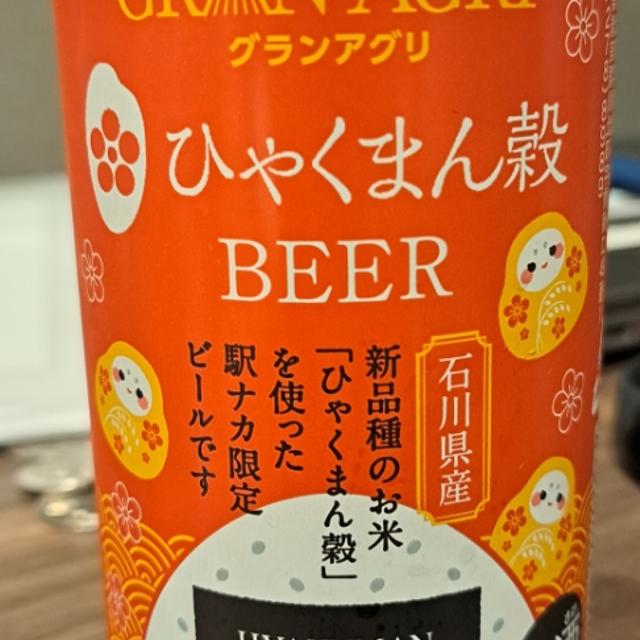 GRAN AGRI
グランアグリ
ひゃくまん穀
BEER
石川県産
新品種のお米
「ひゃくまん穀」
を使った
駅ナカ限定
ビールです